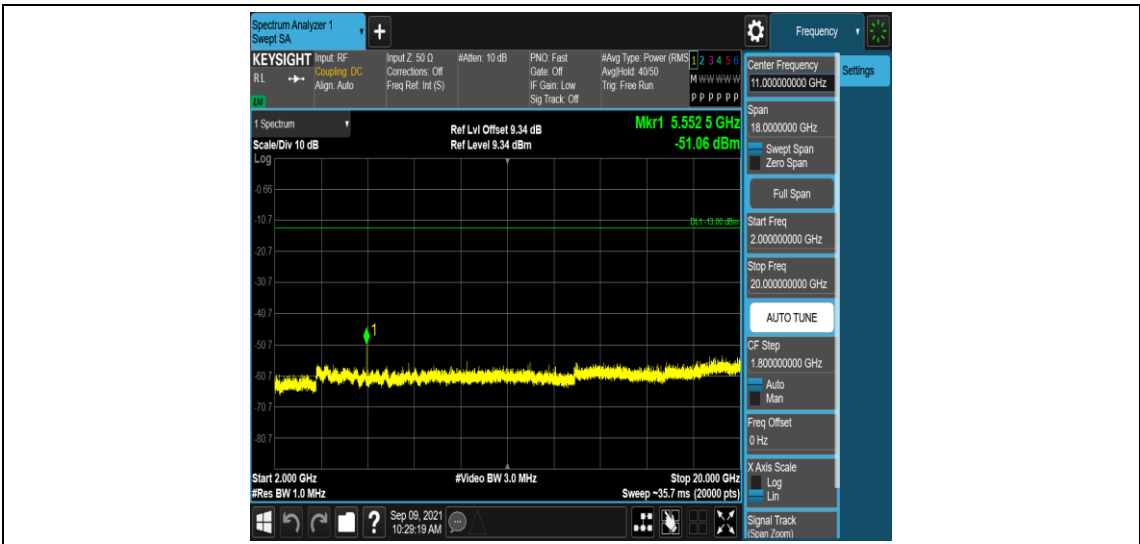 Spectrum Analyzer 1
Swept SA
+
Frequency
KEYSIGHT
RL
LW
Input: RF
Coupling: DC
Align: Auto
Input Z: 50 Ω
Corrections: Off
Freq Ref: Int (S)
#Atten: 10 dB
PNO: Fast
Gate: Off
IF Gain: Low
Sig Track: Off
#Avg Type: Power (RMS
Avg|Hold: 40/50
Trig: Free Run
1 2 3 4 5 6
M W W W W W
P P P P P P
1 Spectrum
Scale/Div 10 dB
Log
Ref Lvl Offset 9.34 dB
Ref Level 9.34 dBm
Mkr1 5.552 5 GHz
-51.06 dBm
-0.66
-10.7
DL1 -13.00 dBm
-20.7
-30.7
-40.7
1
-50.7
-60.7
-70.7
-80.7
Start 2.000 GHz
#Video BW 3.0 MHz
Stop 20.000 GHz
#Res BW 1.0 MHz
Sweep ~35.7 ms (20000 pts)
?
Sep 09, 2021
10:29:19 AM
Center Frequency
11.000000000 GHz
Settings
Span
18.0000000 GHz
Swept Span
Zero Span
Full Span
Start Freq
2.000000000 GHz
Stop Freq
20.000000000 GHz
AUTO TUNE
CF Step
1.800000000 GHz
Auto
Man
Freq Offset
0 Hz
X Axis Scale
Log
Lin
Signal Track
(Span Zoom)